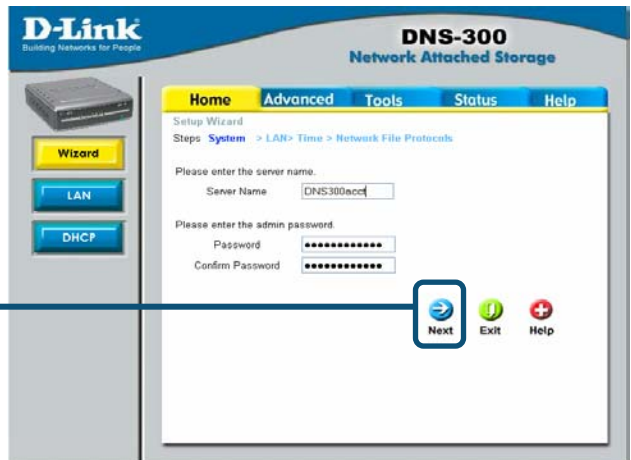 D-Link
Building Networks for People
DNS-300
Network Attached Storage
Home Advanced Tools Status Help
Setup Wizard
Steps System > LAN> Time > Network File Protocols
Wizard
LAN
DHCP
Please enter the server name.
Server Name DNS300acct
Please enter the admin password.
Password ••••••••••••
Confirm Password ••••••••••••
Next Exit Help